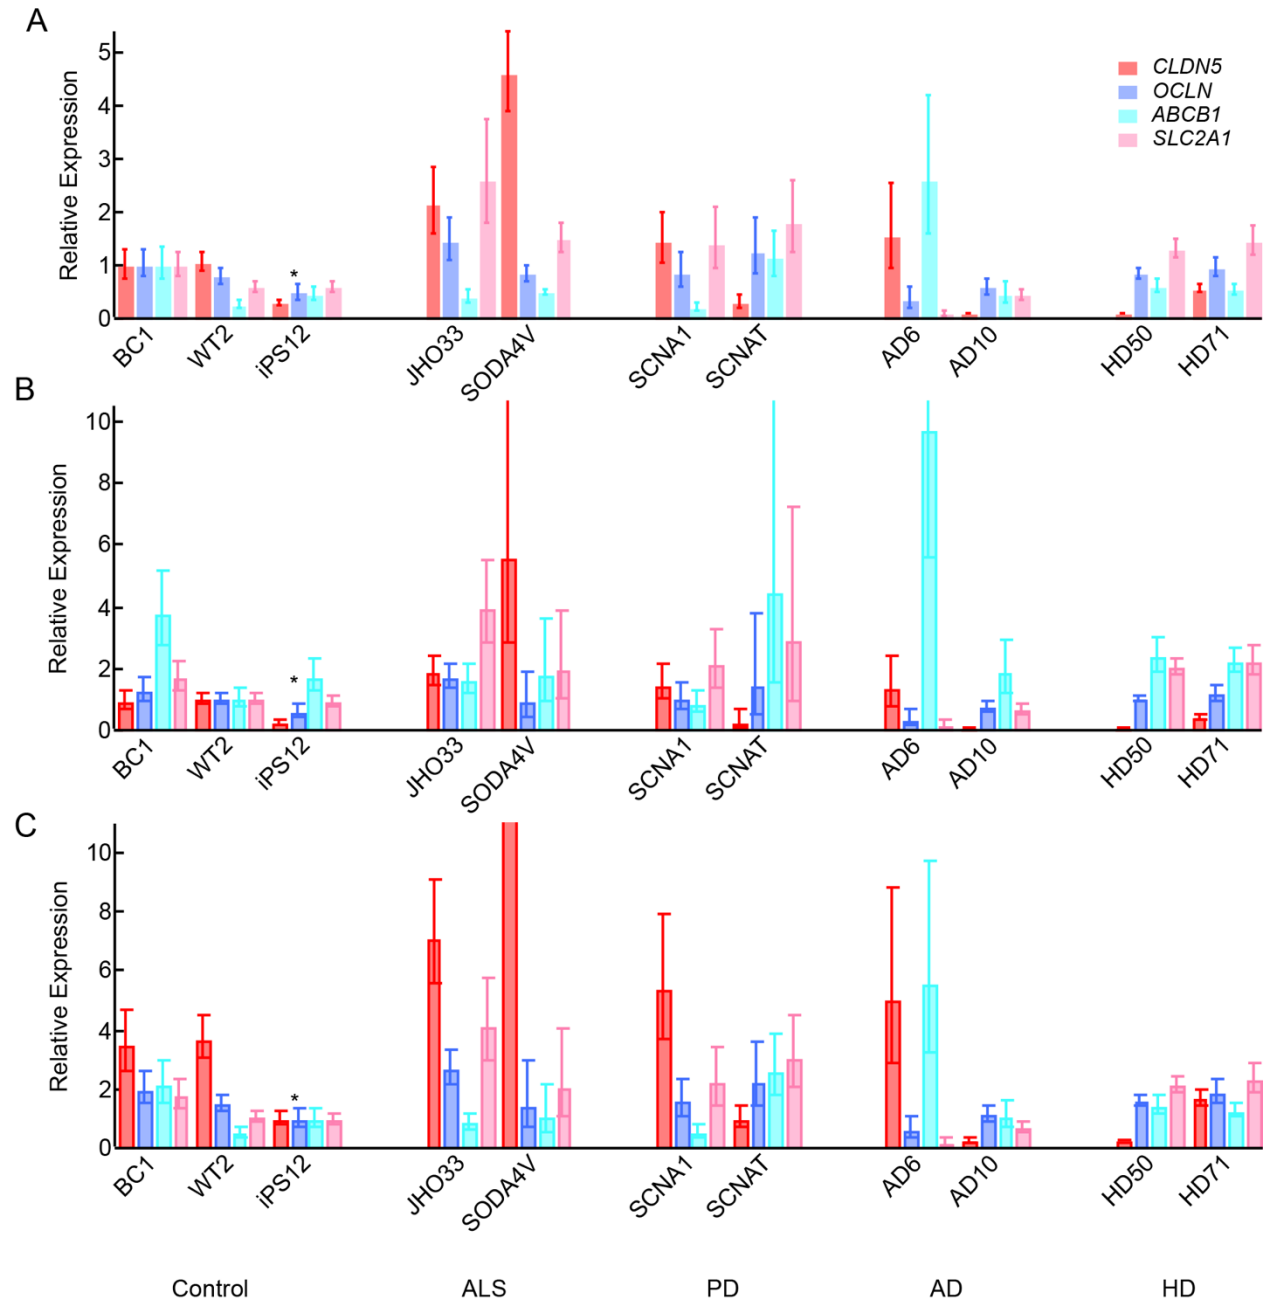 A
Relative Expression
5
4
3
2
1
0
CLDN5
OCLN
ABCB1
SLC2A1
*
BC1
WT2
iPS12
JHO33
SODA4V
SCNA1
SCNAT
AD6
AD10
HD50
HD71
B
Relative Expression
10
8
6
4
2
0
*
BC1
WT2
iPS12
JHO33
SODA4V
SCNA1
SCNAT
AD6
AD10
HD50
HD71
C
Relative Expression
10
8
6
4
2
0
*
BC1
WT2
iPS12
JHO33
SODA4V
SCNA1
SCNAT
AD6
AD10
HD50
HD71
Control
ALS
PD
AD
HD